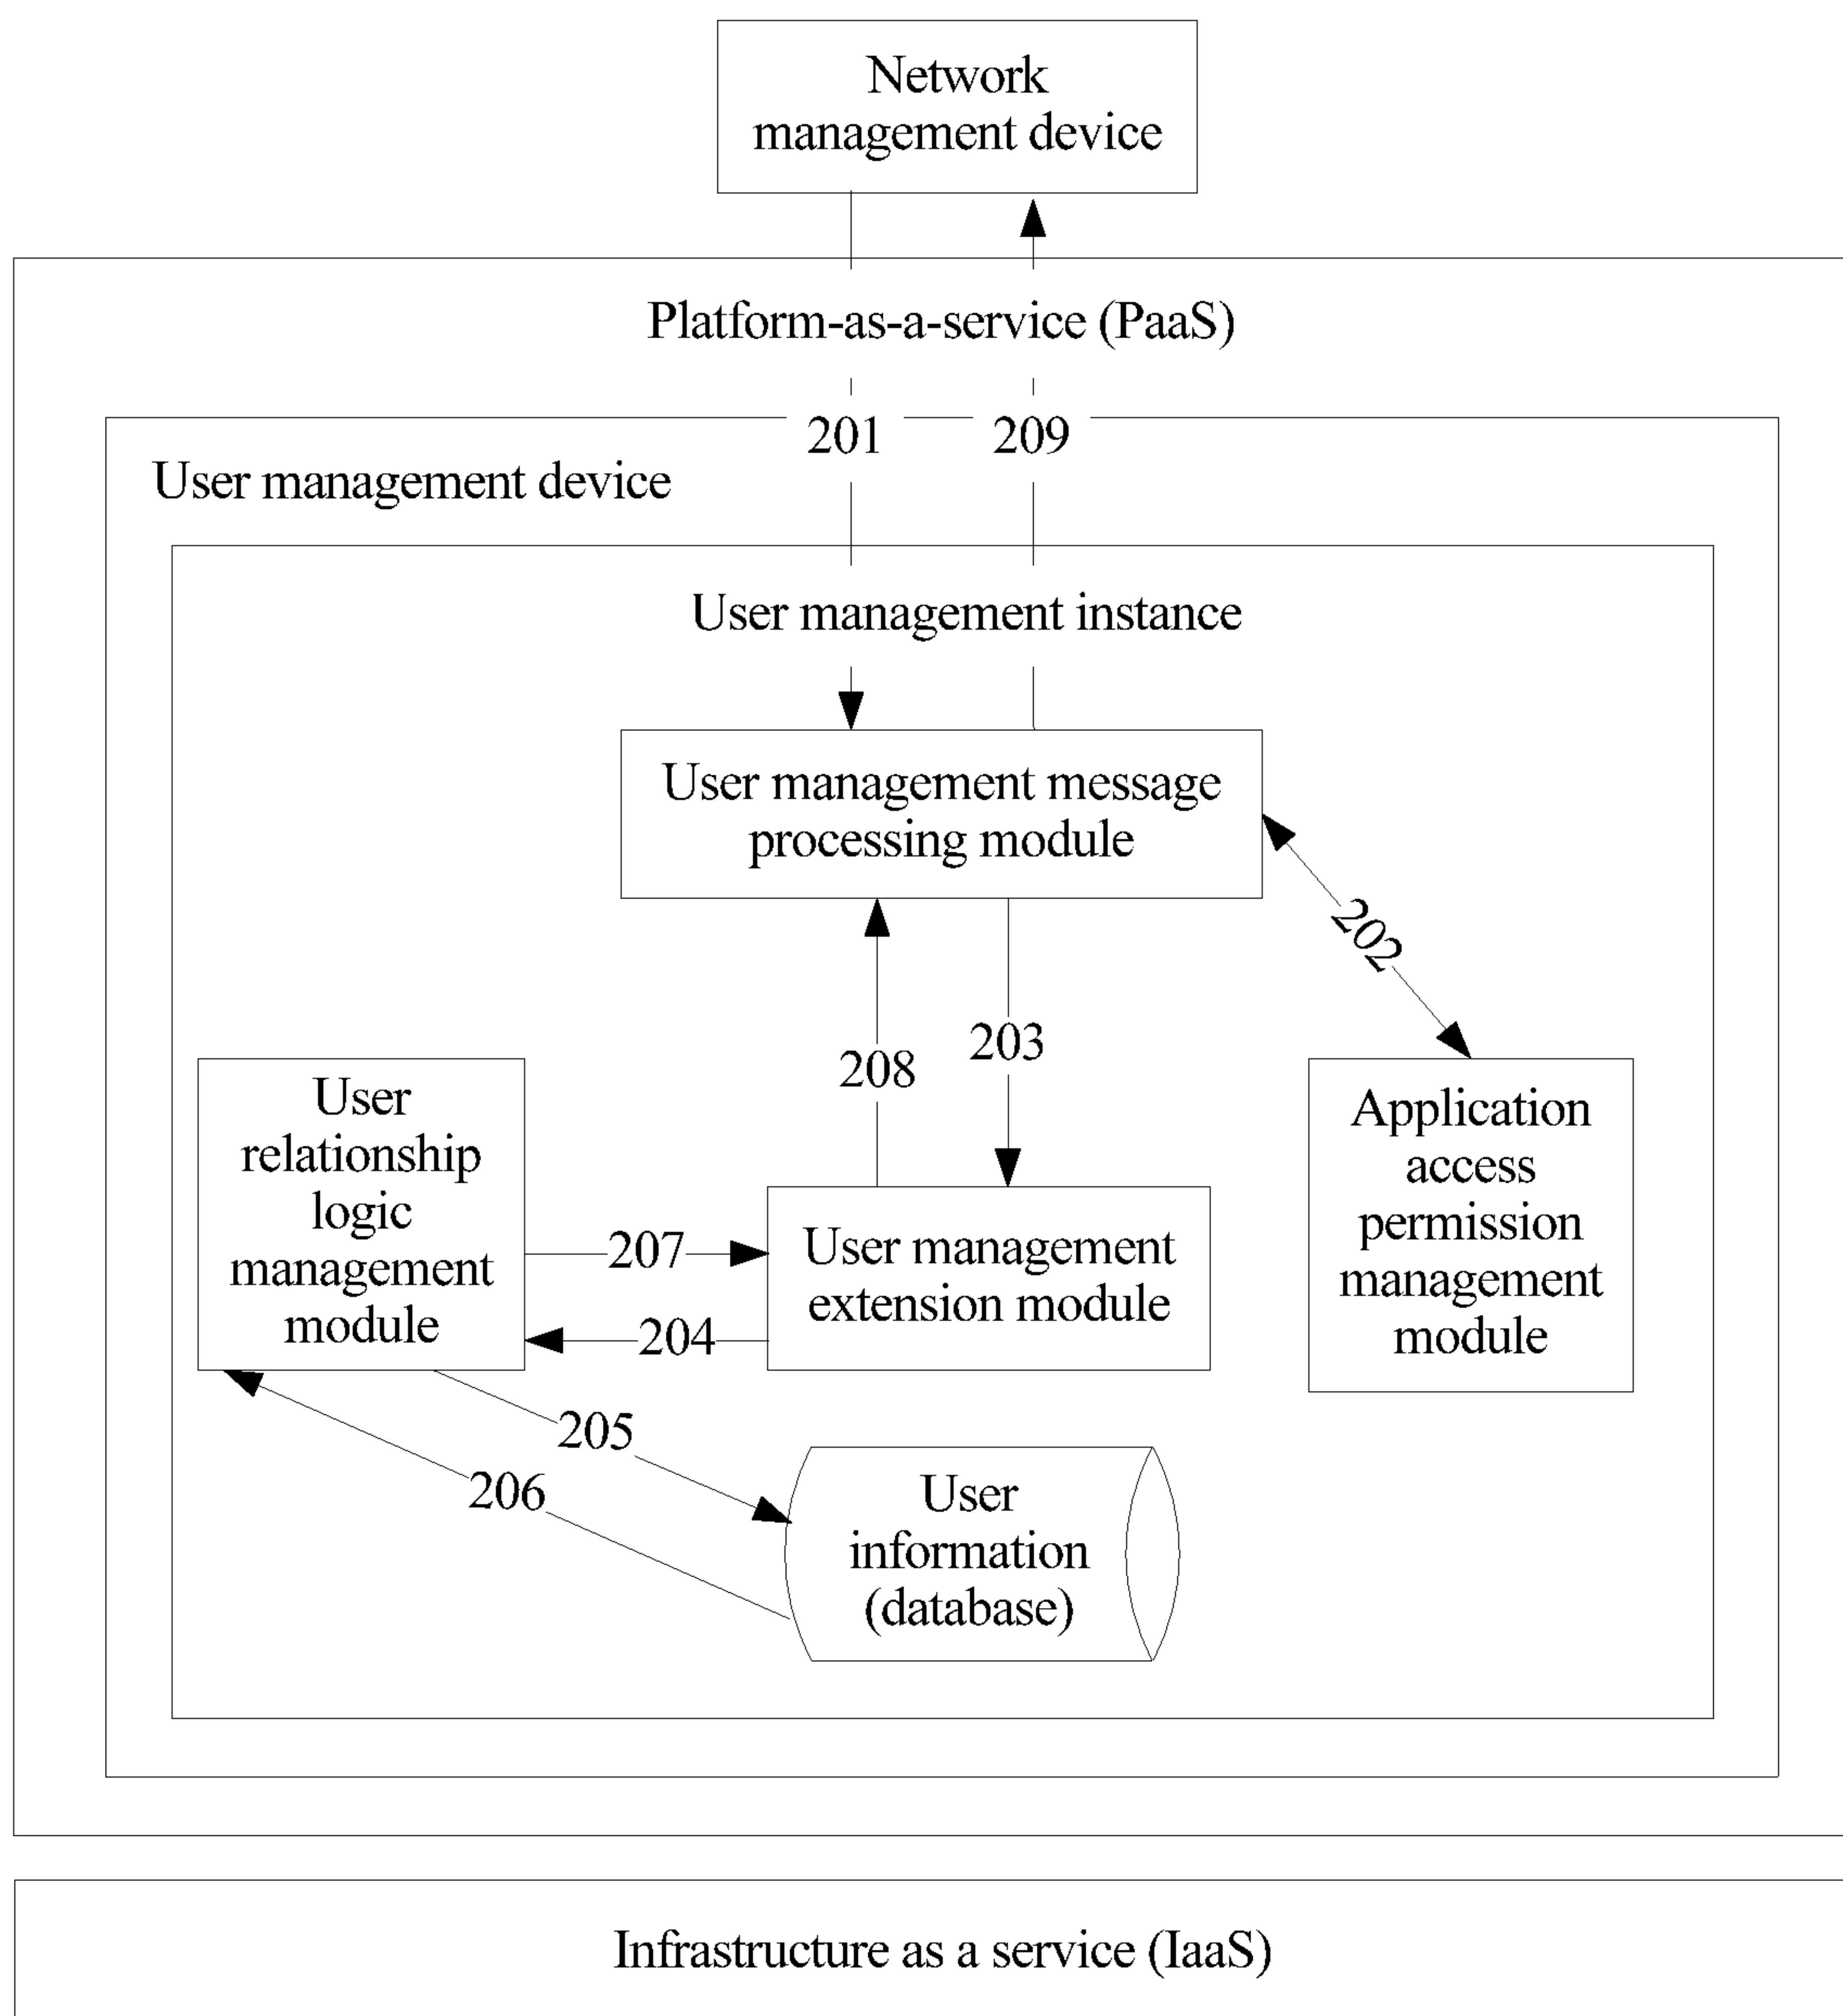 Network
management device
Platform-as-a-service (PaaS)
201
209
User management device
User management instance
User management message
processing module
202
203
208
User
relationship
logic
management
module
207
204
User management
extension module
Application
access
permission
management
module
205
206
User
information
(database)
Infrastructure as a service (IaaS)